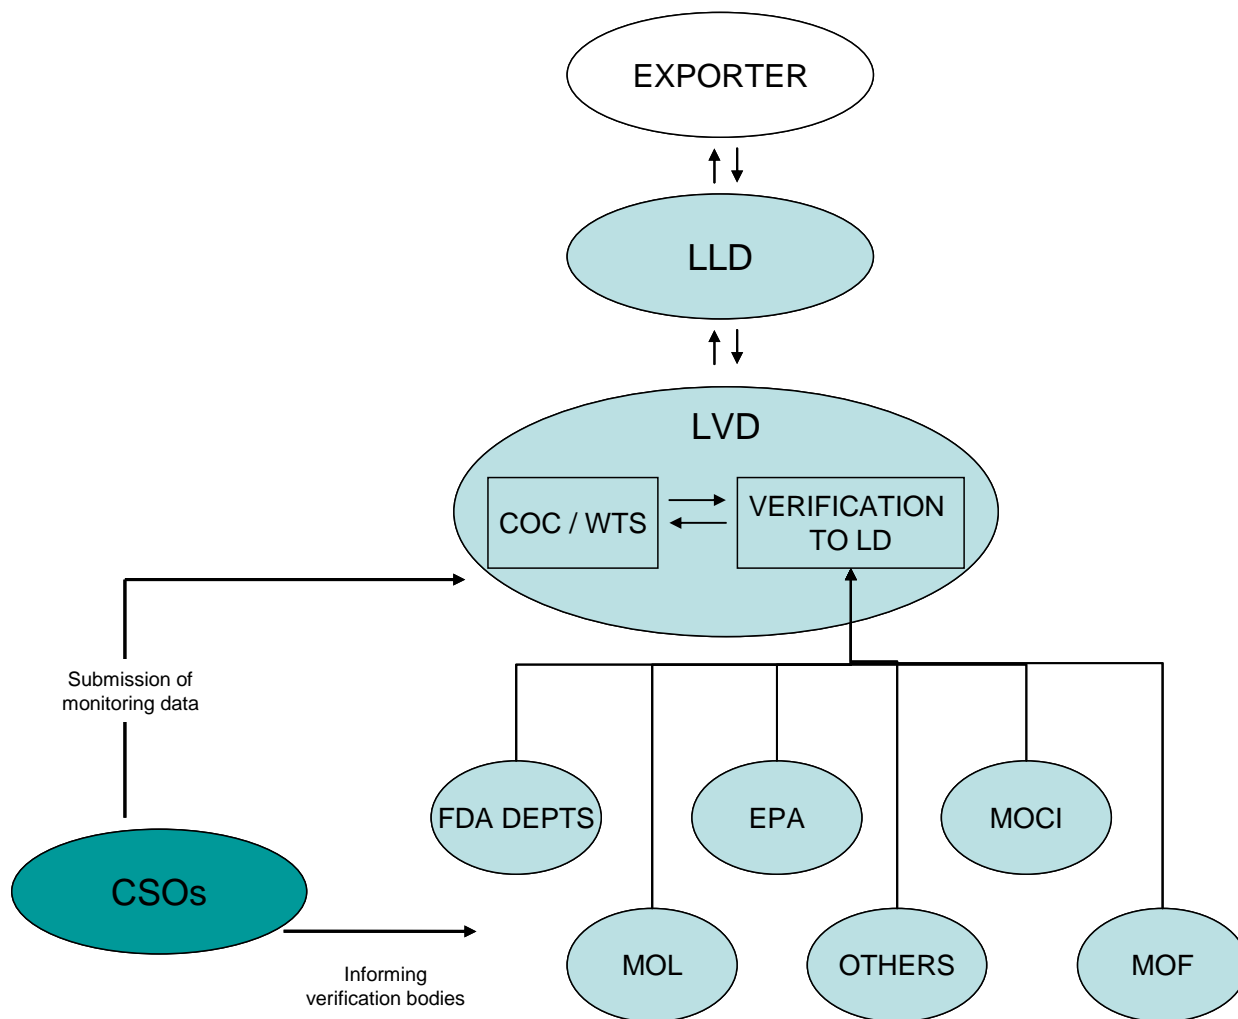 EXPORTER
LLD
LVD
COC / WTS
VERIFICATION
TO LD
Submission of
monitoring data
FDA DEPTS
EPA
MOCI
CSOs
MOL
OTHERS
MOF
Informing
verification bodies